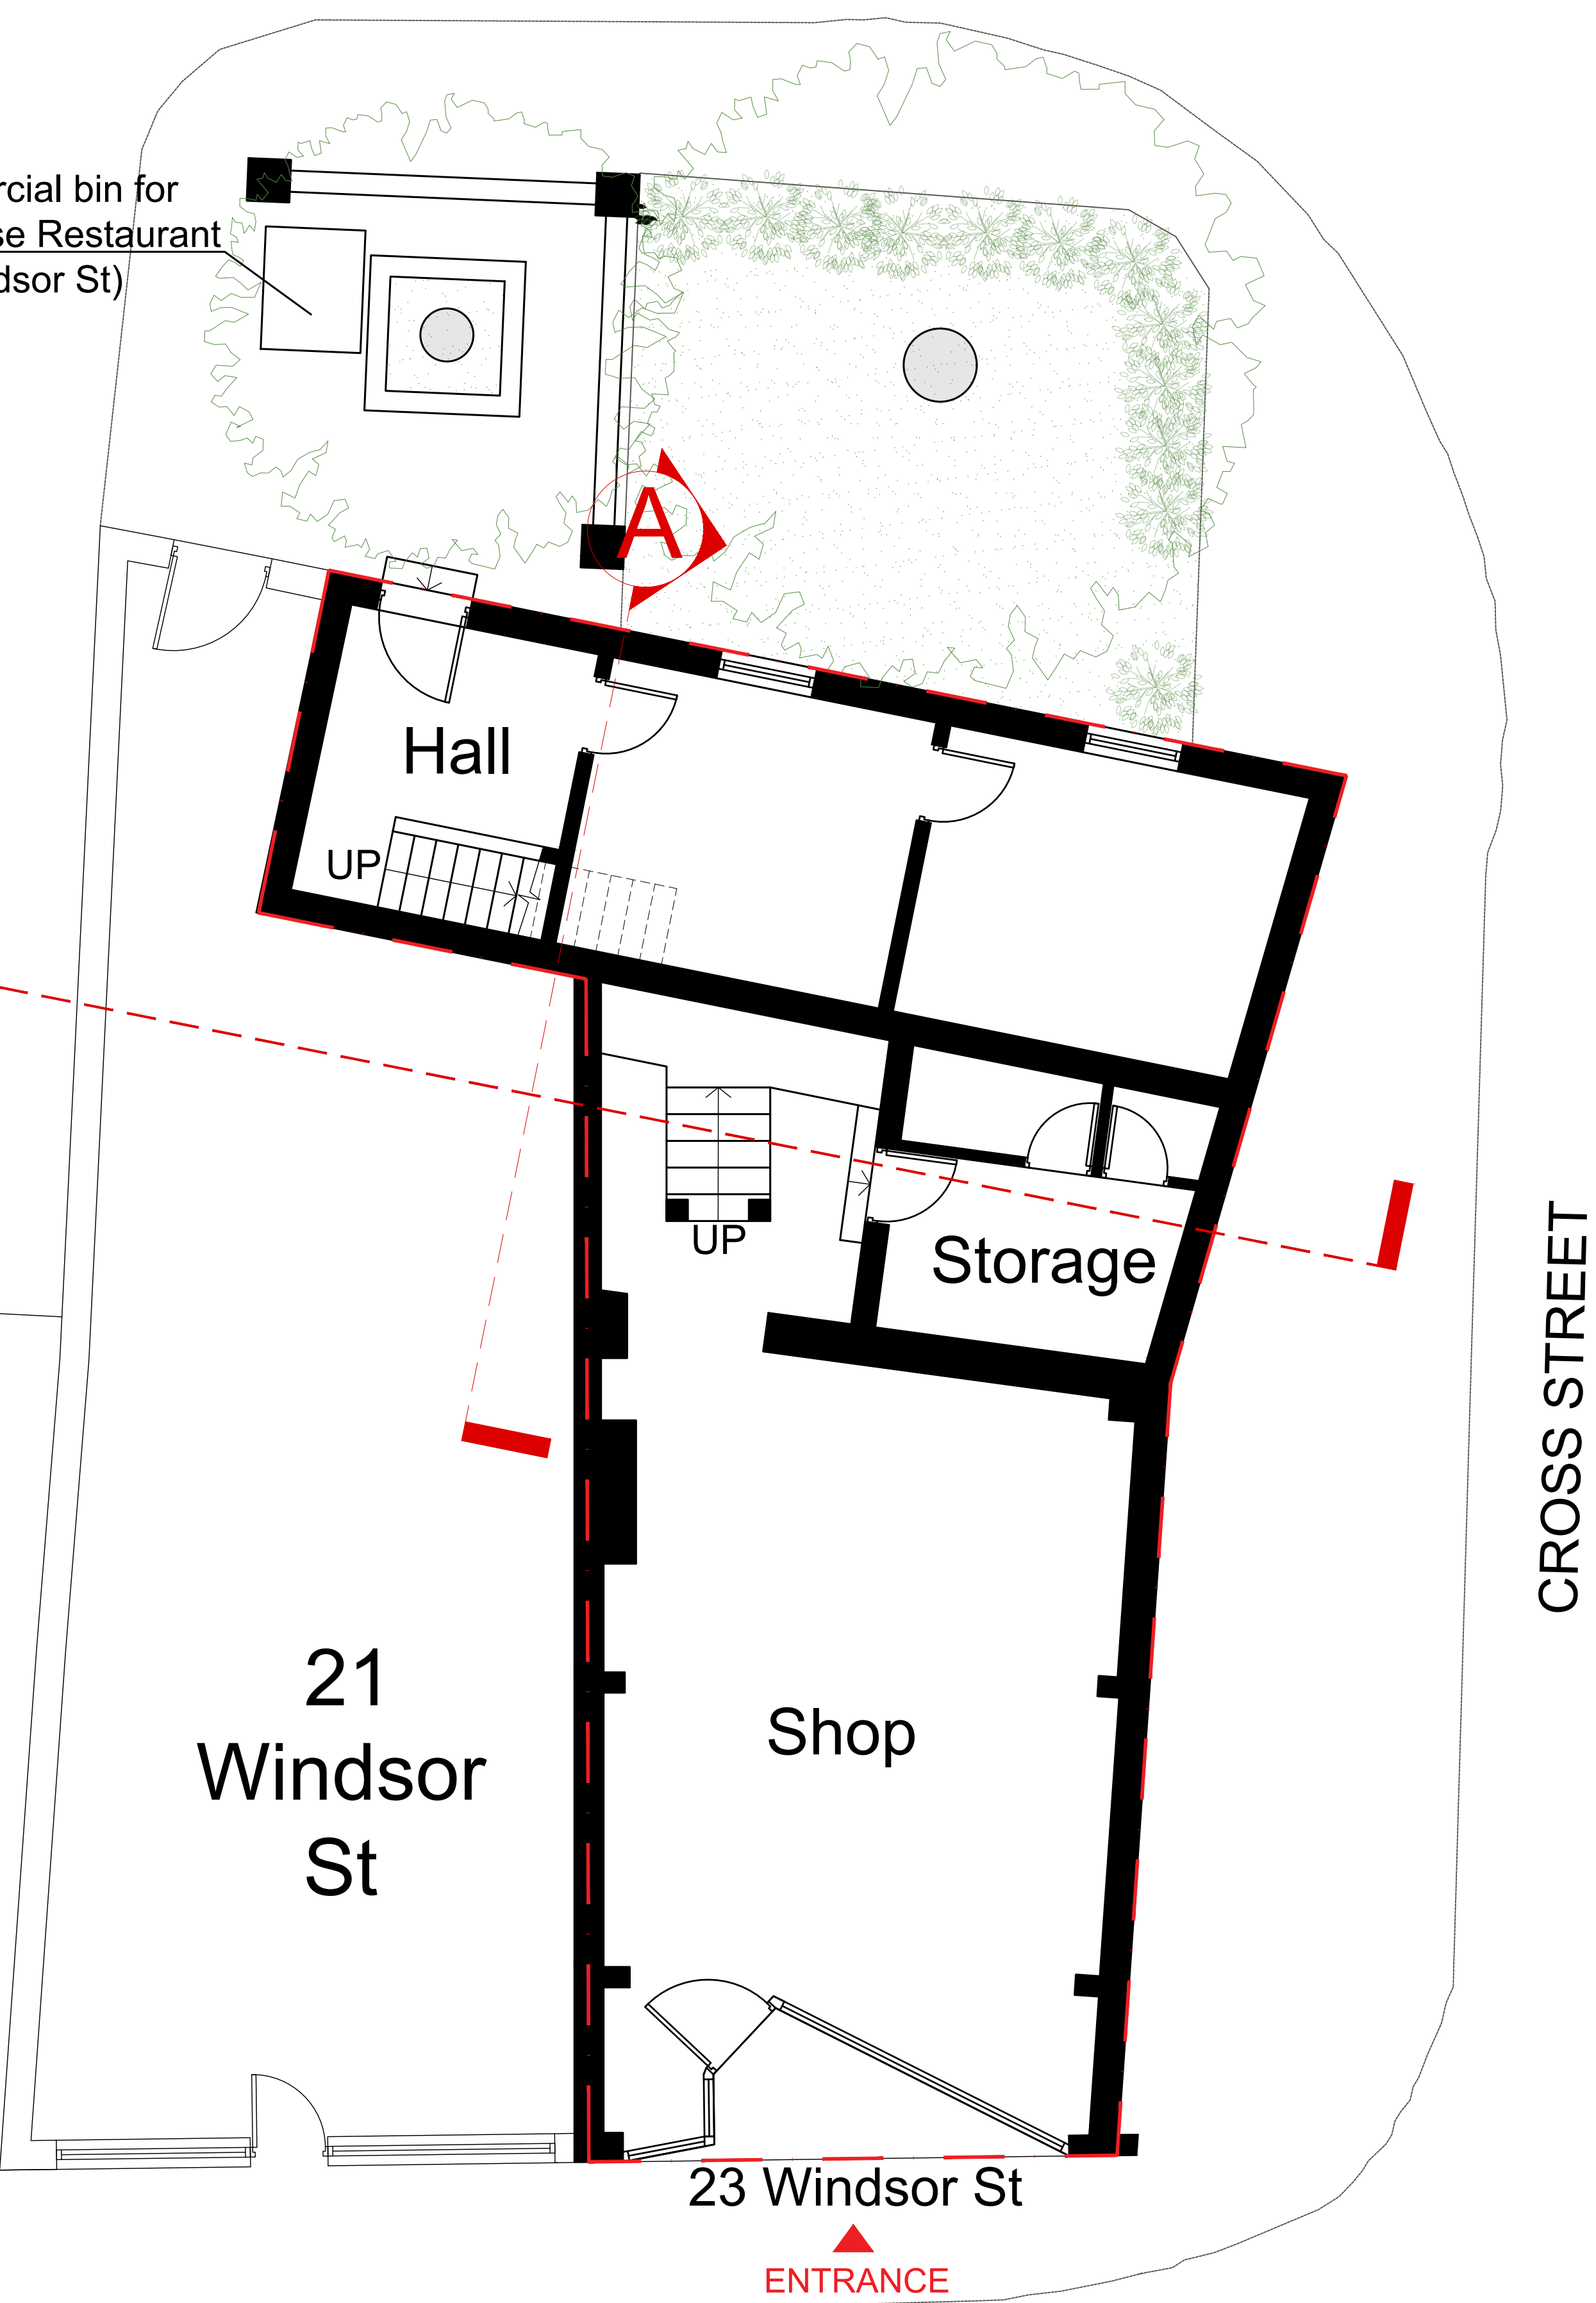 rcial bin for
se Restaurant
dsor St)
A
Hall
UP
UP
Storage
CROSS STREET
21
Windsor
St
Shop
23 Windsor St
ENTRANCE